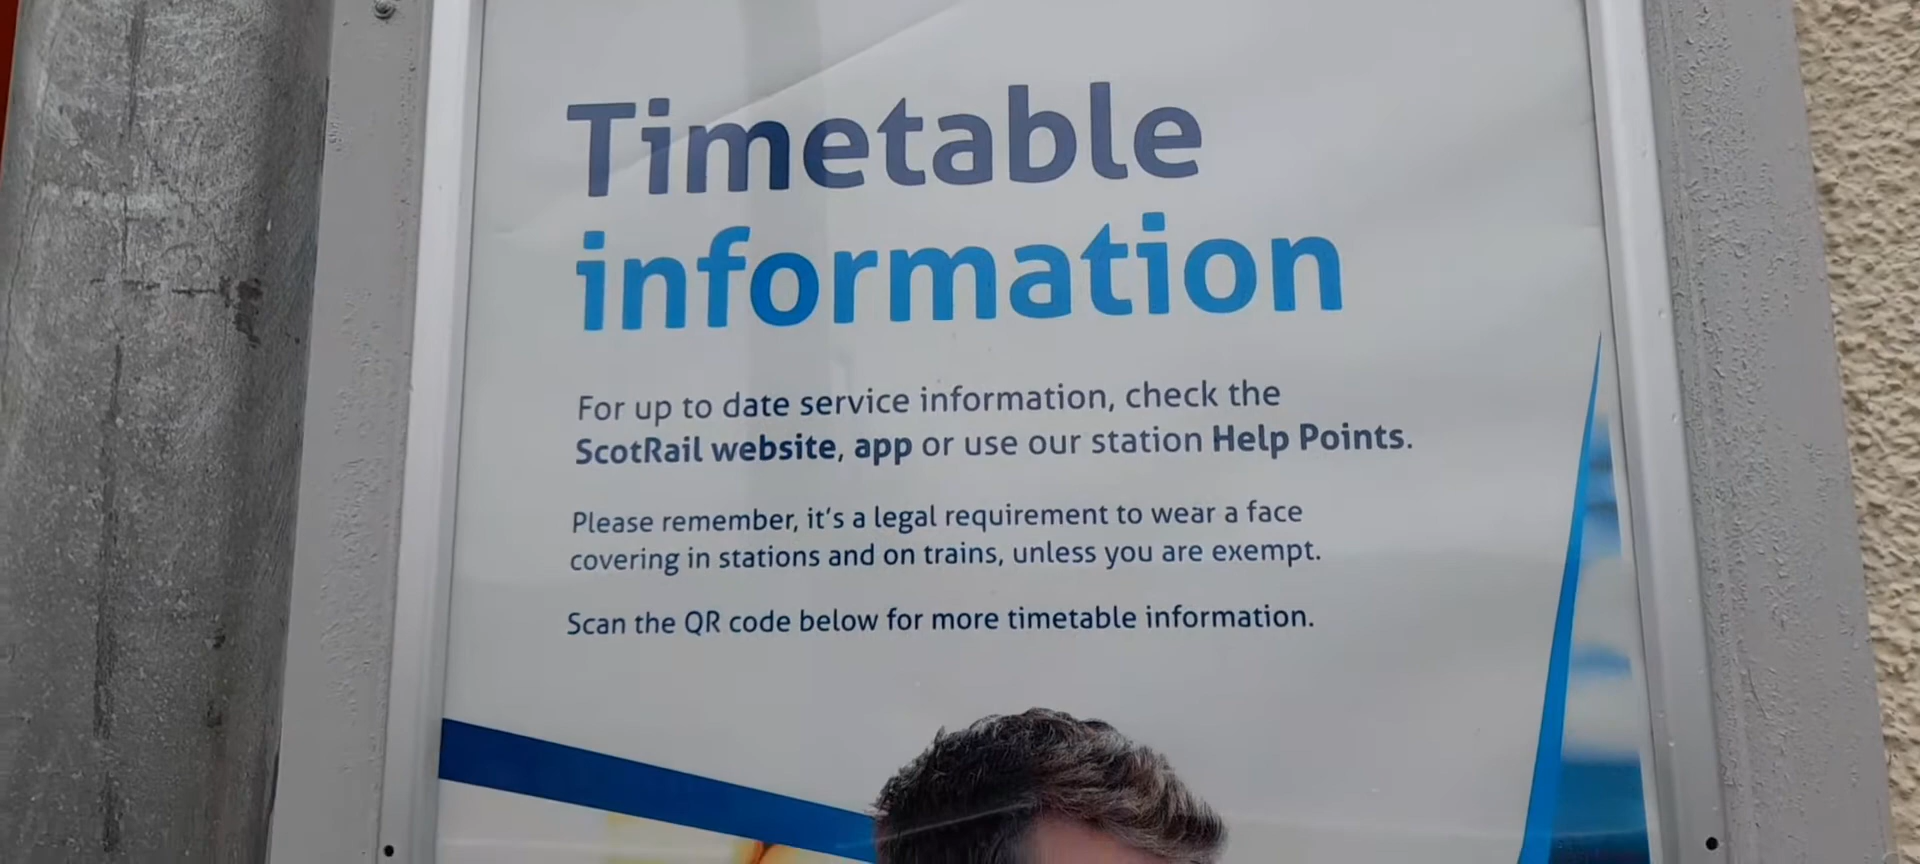 Timetable
information
For up to date service information, check the
ScotRail website, app or use our station Help Points.
Please remember, it's a legal requirement to wear a face
covering in stations and on trains, unless you are exempt.
Scan the QR code below for more timetable information.